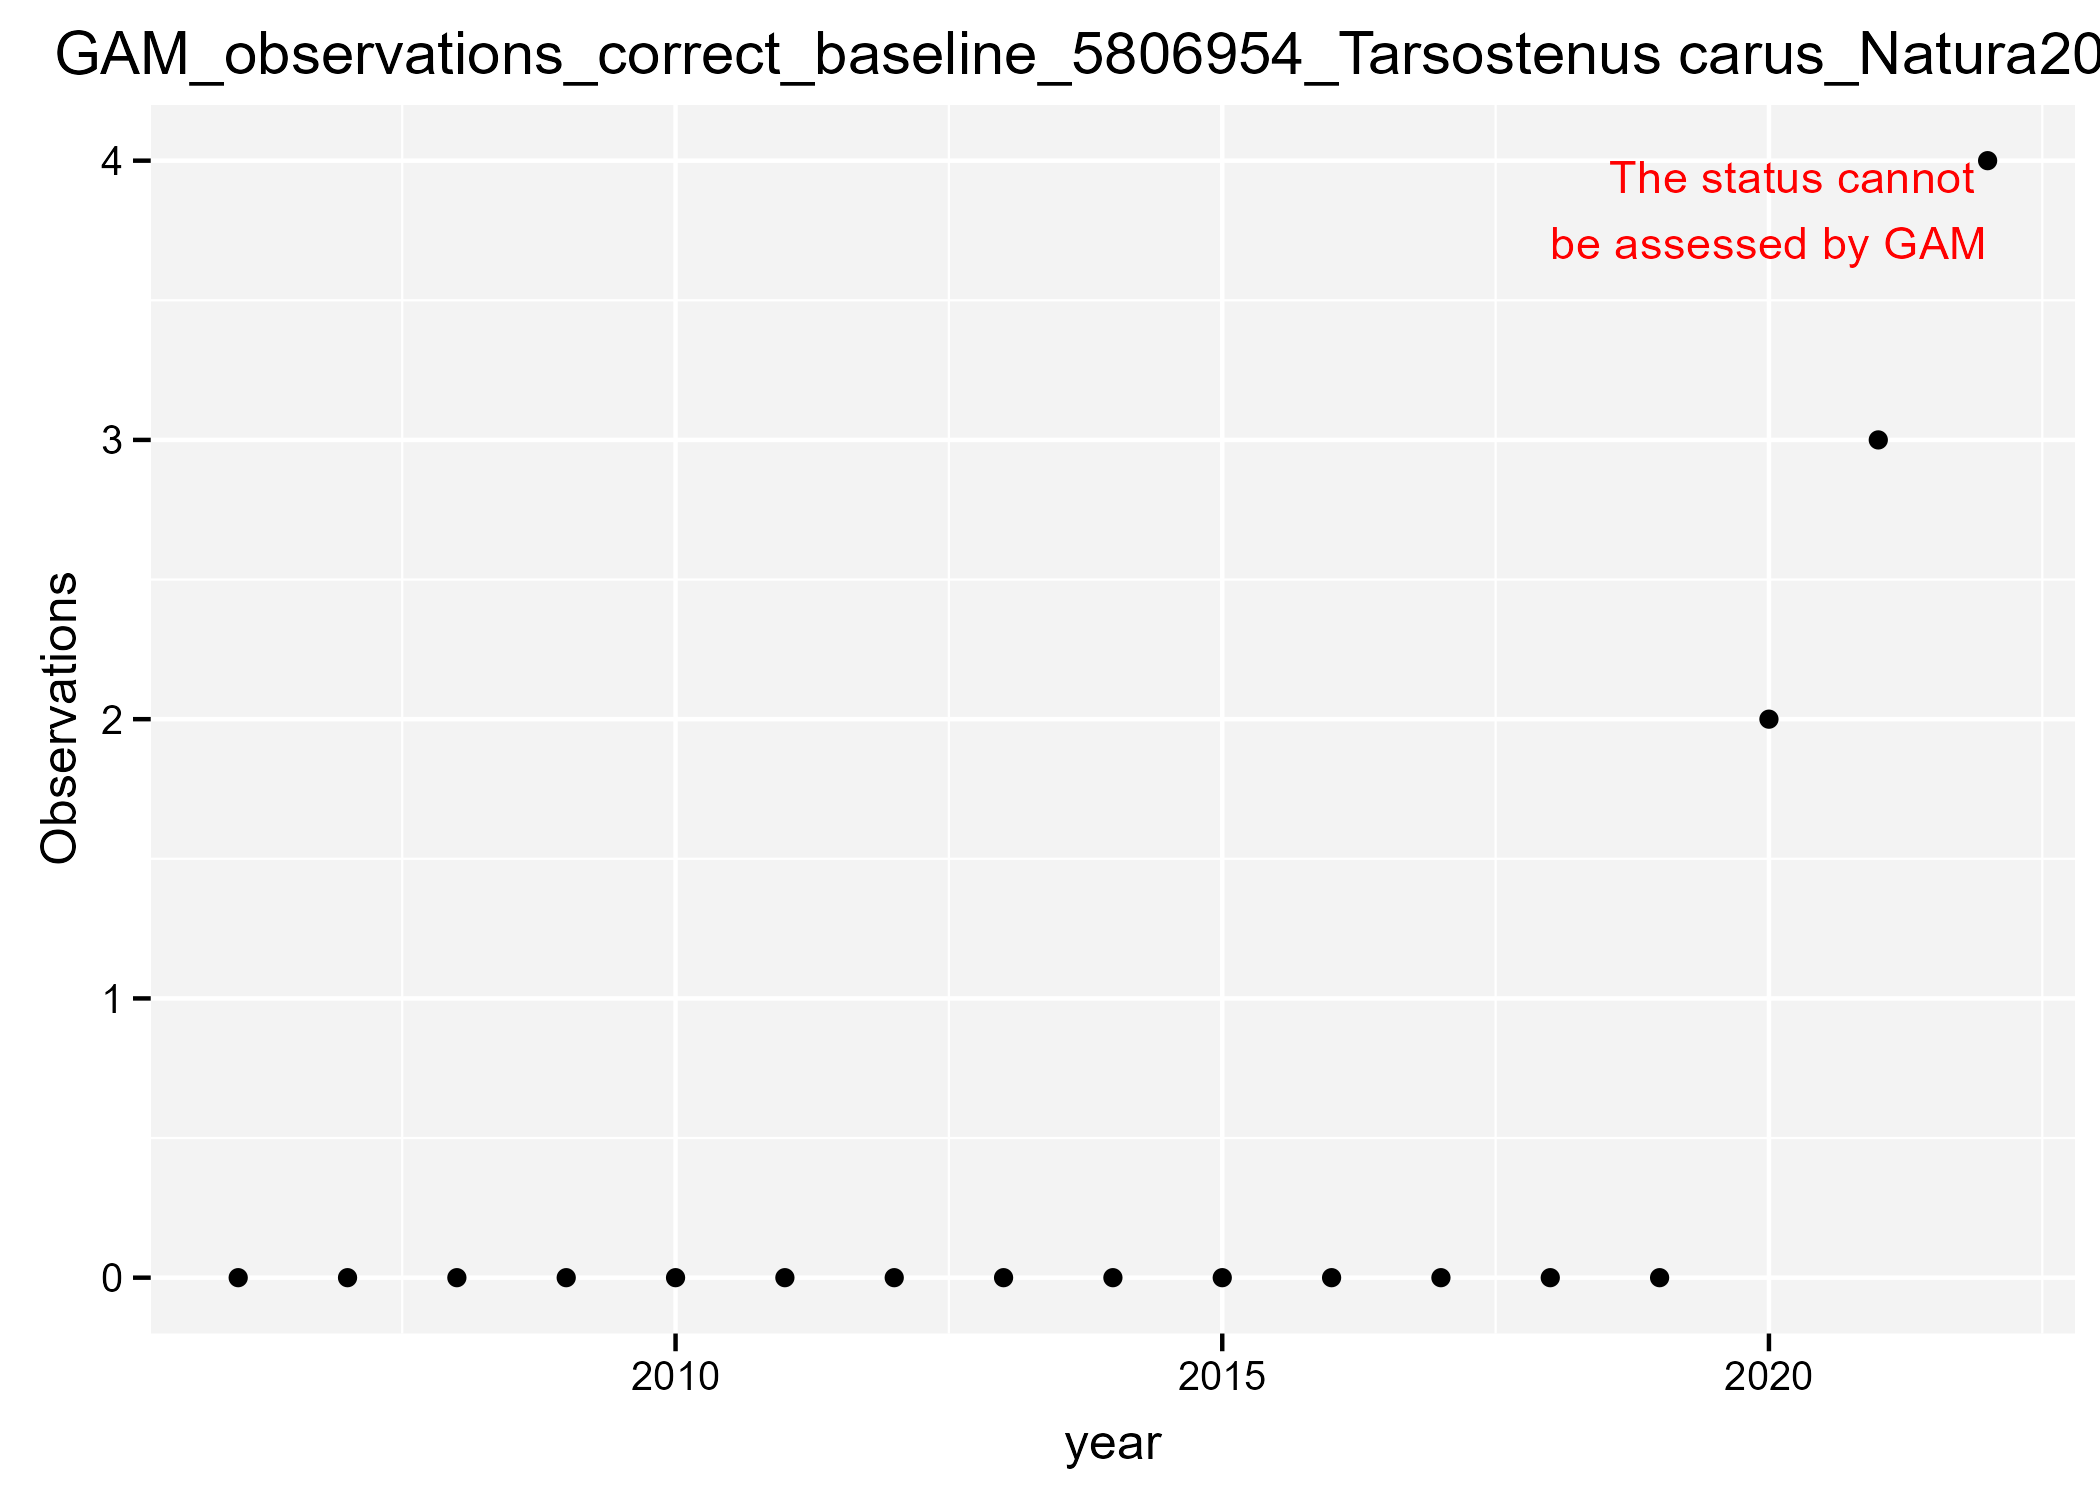 GAM_observations_correct_baseline_5806954_Tarsostenus carus_Natura20
4
The status cannot
be assessed by GAM
3
Observations
2
1
0
2010 2015 2020
year